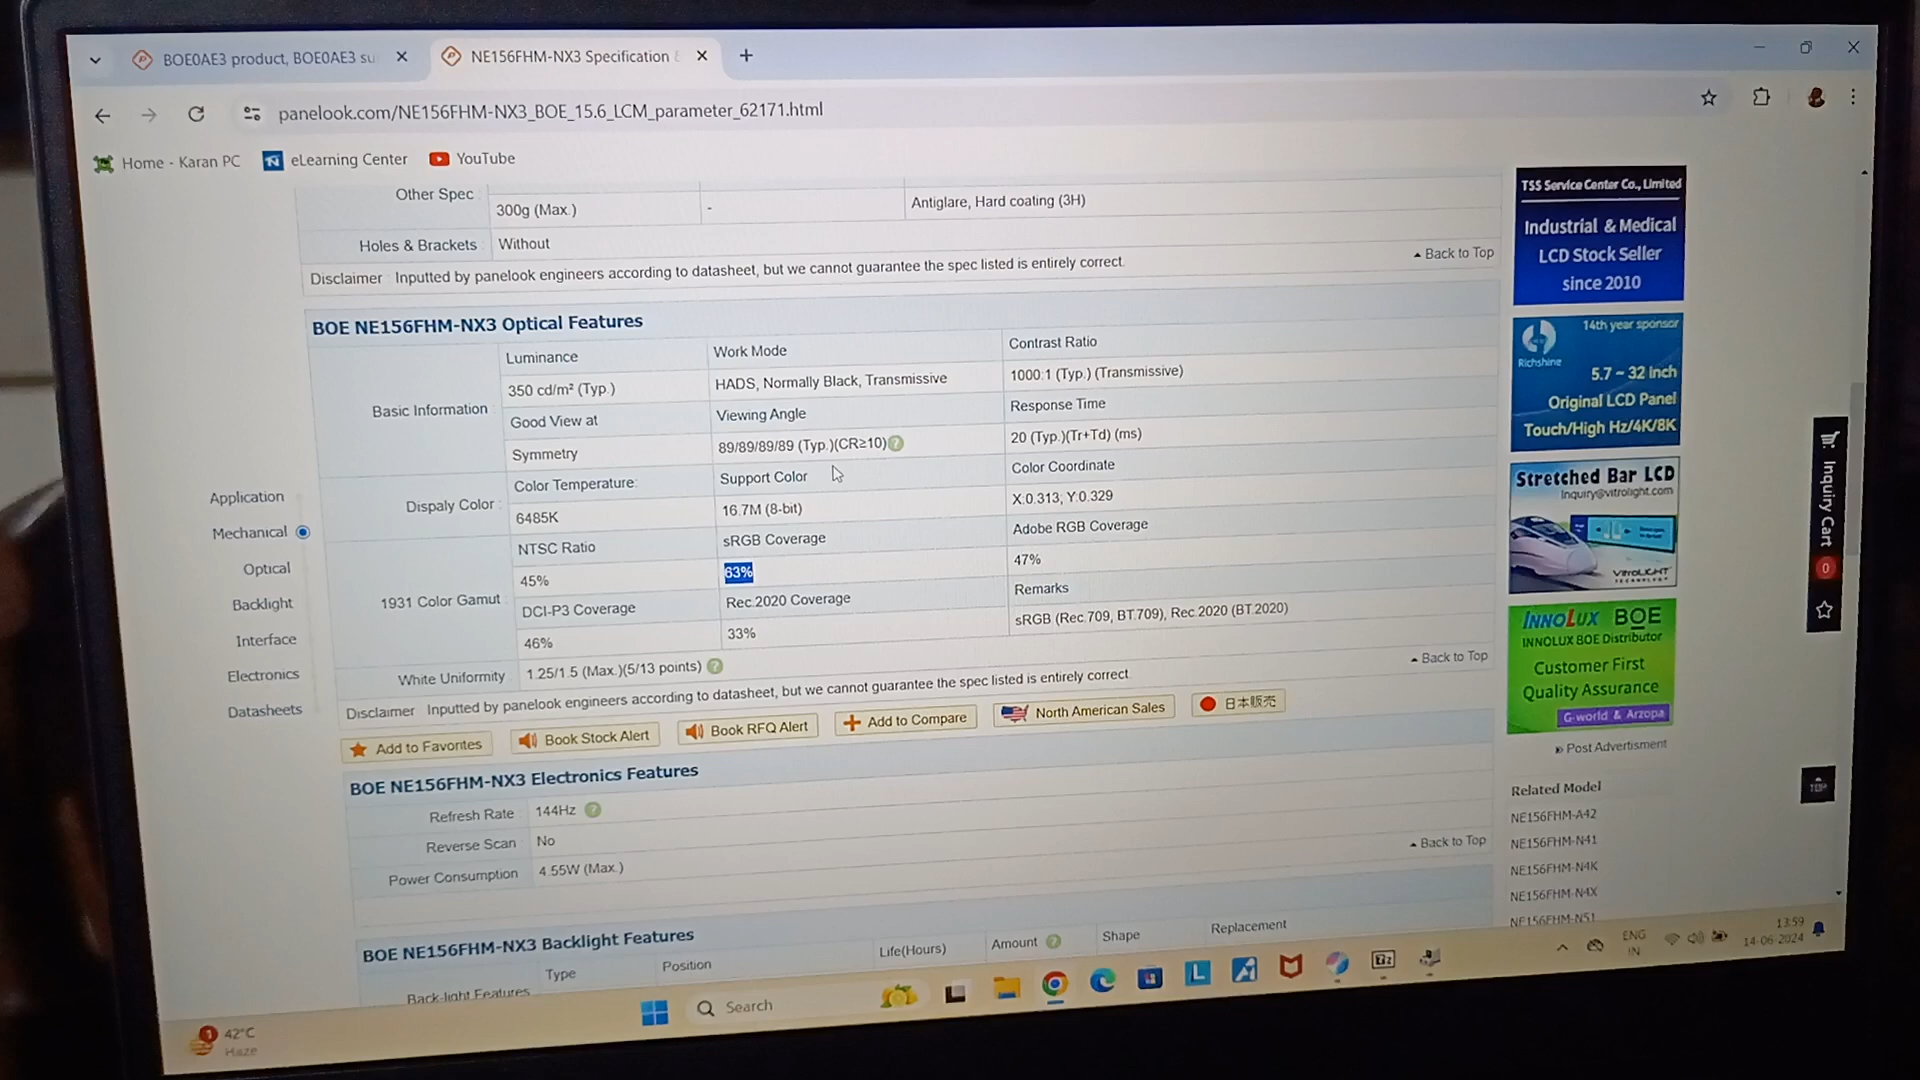 BOE0AE3 product, BOE0AE3 su
NE156FHM-NX3 Specification
panelook.com/NE156FHM-NX3_BOE_15.6_LCM_parameter_62171.html
Home - Karan PC
eLearning Center
YouTube
Other Spec
300g (Max.)
-
Antiglare, Hard coating (3H)
Holes & Brackets
Without
Disclaimer : Inputted by panelook engineers according to datasheet, but we cannot guarantee the spec listed is entirely correct.
Back to Top
BOE NE156FHM-NX3 Optical Features
Basic Information :
Luminance
Work Mode
Contrast Ratio
350 cd/m² (Typ.)
HADS, Normally Black, Transmissive
1000:1 (Typ.) (Transmissive)
Good View at
Viewing Angle
Response Time
Symmetry
89/89/89/89 (Typ.)(CR≥10)
20 (Typ.)(Tr+Td) (ms)
Dispaly Color :
Color Temperature:
Support Color
Color Coordinate
6485K
16.7M (8-bit)
X:0.313; Y:0.329
1931 Color Gamut :
NTSC Ratio
sRGB Coverage
Adobe RGB Coverage
45%
63%
47%
DCI-P3 Coverage
Rec.2020 Coverage
Remarks
46%
33%
sRGB (Rec.709, BT.709), Rec.2020 (BT.2020)
White Uniformity
1.25/1.5 (Max.)(5/13 points)
Disclaimer : Inputted by panelook engineers according to datasheet, but we cannot guarantee the spec listed is entirely correct.
Back to Top
Add to Favorites
Book Stock Alert
Book RFQ Alert
Add to Compare
North American Sales
日本販売
BOE NE156FHM-NX3 Electronics Features
Refresh Rate
144Hz
Reverse Scan
No
Power Consumption
4.55W (Max.)
Back to Top
BOE NE156FHM-NX3 Backlight Features
Type
Position
Life(Hours)
Amount
Shape
Replacement
Back-light Features
Application
Mechanical
Optical
Backlight
Interface
Electronics
Datasheets
TSS Service Center Co., Limited
Industrial & Medical
LCD Stock Seller
since 2010
14th year sponsor
Richshine
5.7 ~ 32 inch
Original LCD Panel
Touch/High Hz/4K/8K
Stretched Bar LCD
Inquiry@vitrolight.com
VITROLIGHT
TECHNOLOGY
INNOLUX BOE
INNOLUX BOE Distributor
Customer First
Quality Assurance
G-world & Arzopa
» Post Advertisment
Related Model
NE156FHM-A42
NE156FHM-N41
NE156FHM-N4K
NE156FHM-N4X
NE156FHM-N51
Inquiry Cart
0
TOP
1
42°C
Haze
Search
L
ENG
IN
13:59
14-06-2024